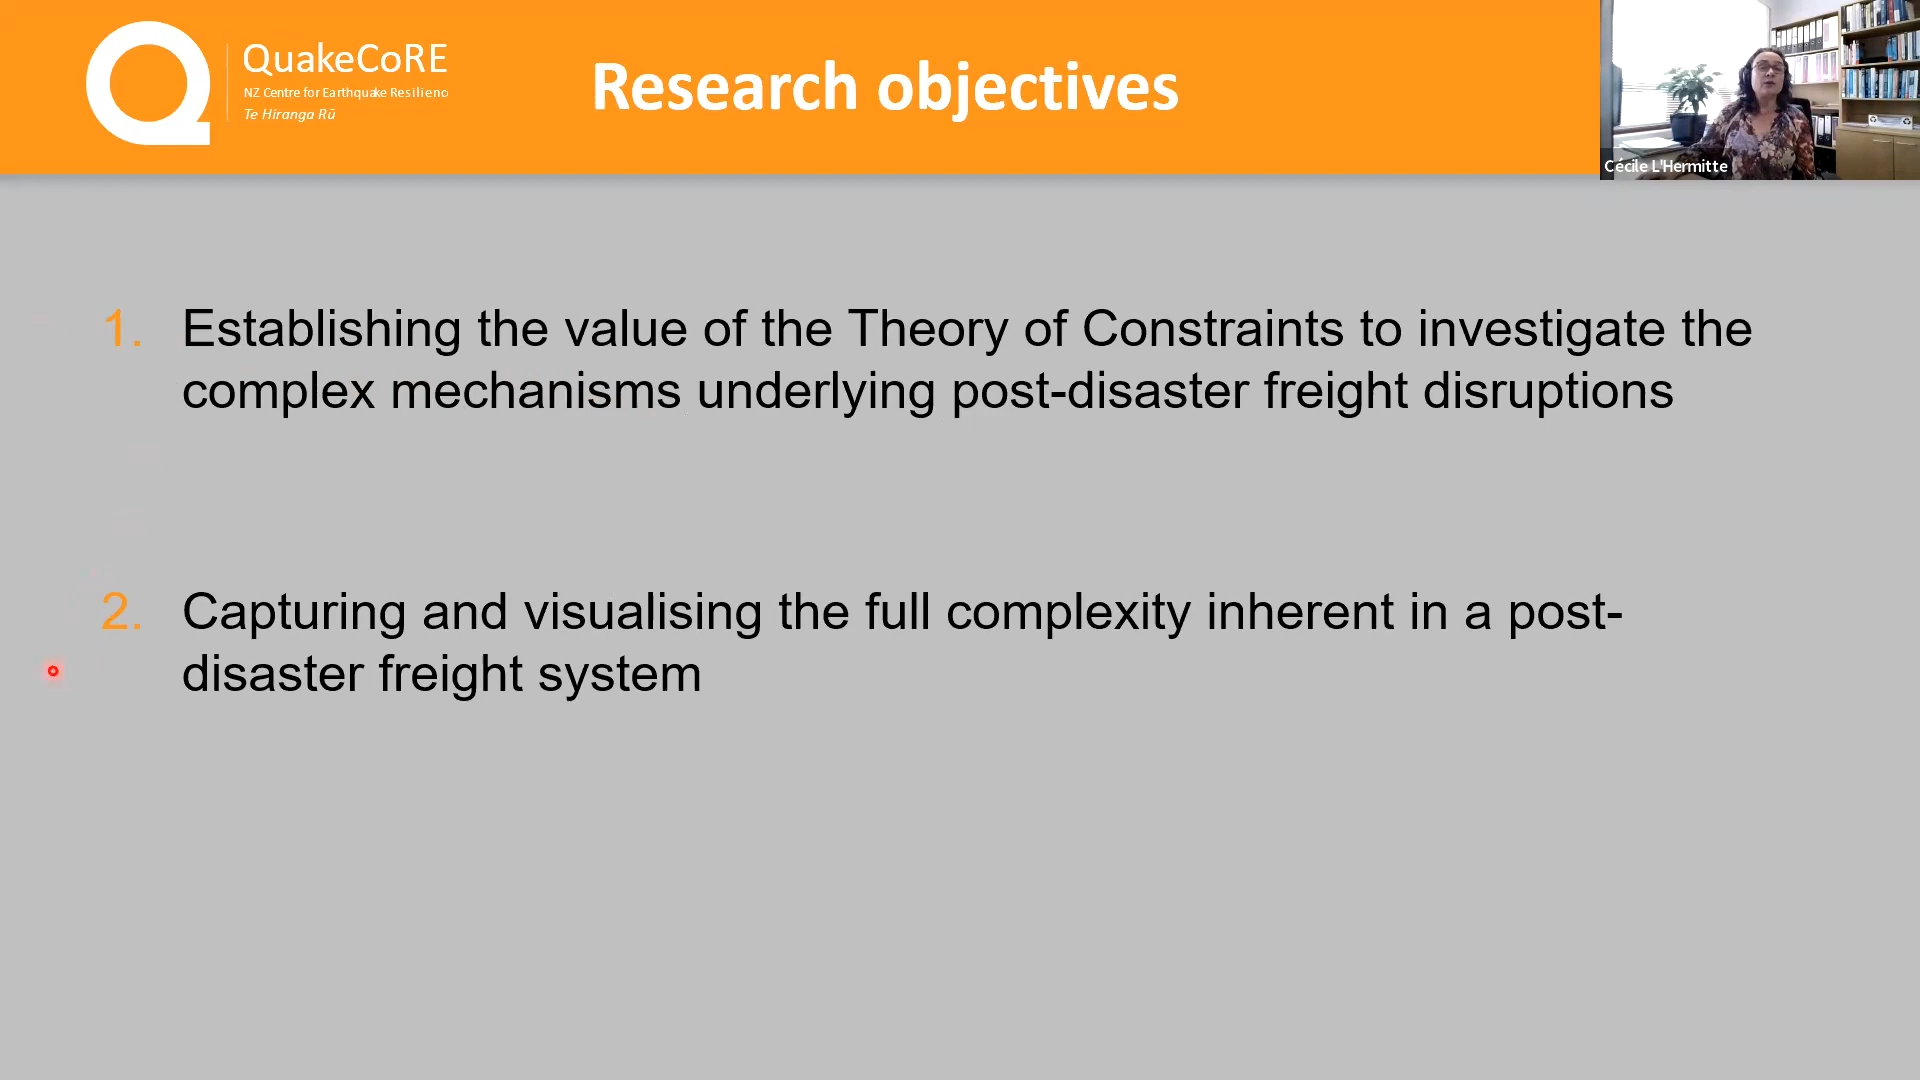 QuakeCoRE
NZ Centre for Earthquake Resilienc
Te Hiranga Rū
Research objectives
Cécile L'Hermitte
1. Establishing the value of the Theory of Constraints to investigate the
complex mechanisms underlying post-disaster freight disruptions
2. Capturing and visualising the full complexity inherent in a post-
disaster freight system